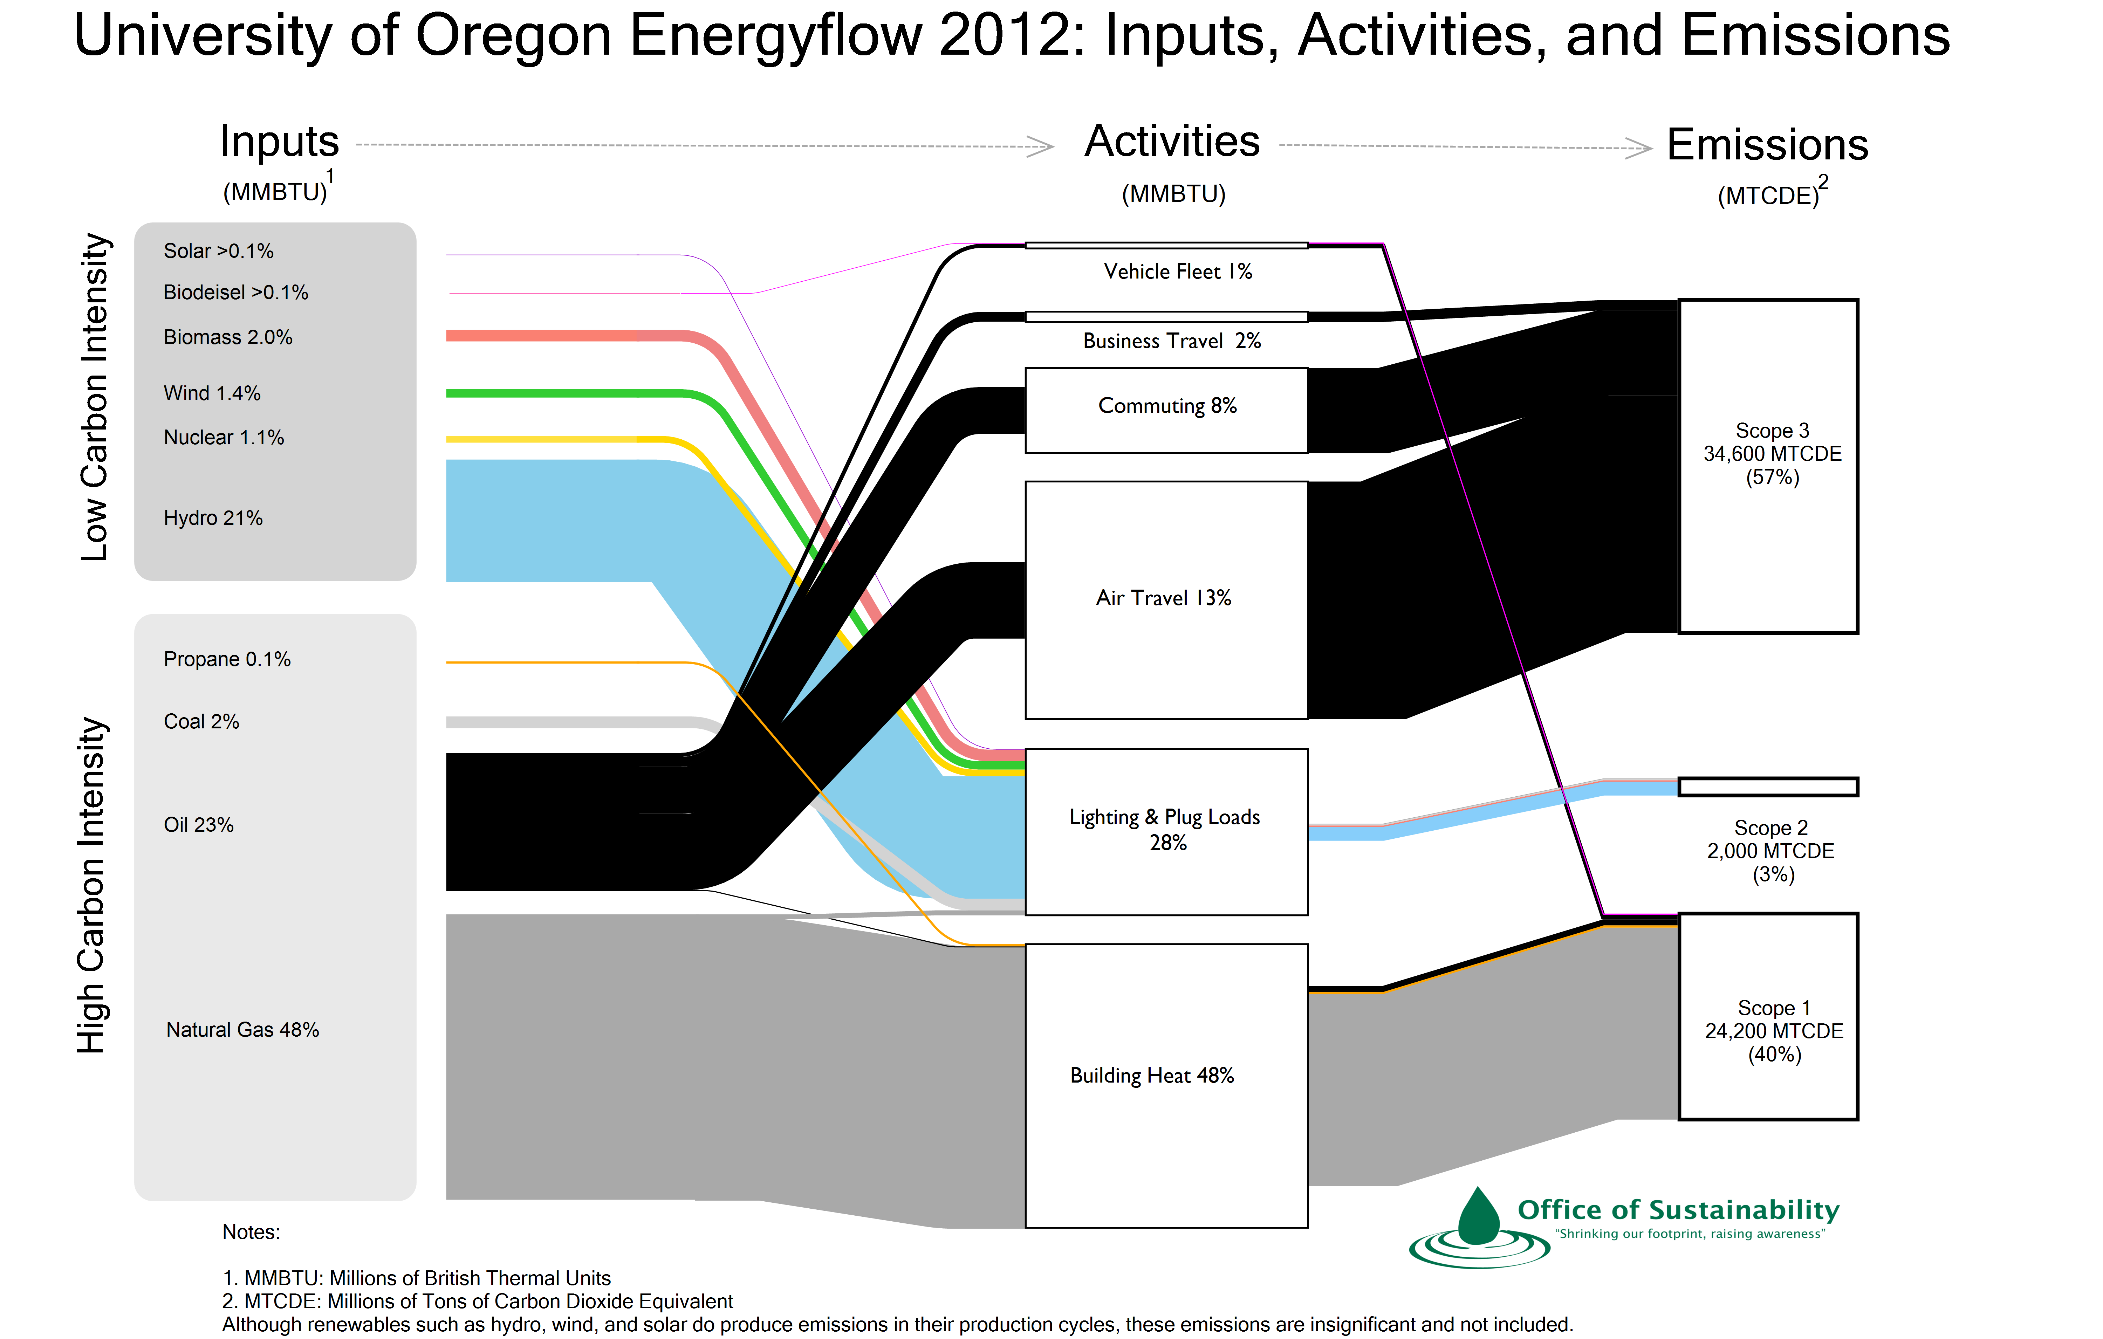 University of Oregon Energyflow 2012: Inputs, Activities, and Emissions
Inputs
(MMBTU)1
Activities
(MMBTU)
Emissions
(MTCDE)2
Low Carbon Intensity
Solar >0.1%
Biodeisel >0.1%
Biomass 2.0%
Wind 1.4%
Nuclear 1.1%
Hydro 21%
High Carbon Intensity
Propane 0.1%
Coal 2%
Oil 23%
Natural Gas 48%
Vehicle Fleet 1%
Business Travel 2%
Commuting 8%
Air Travel 13%
Lighting & Plug Loads
28%
Building Heat 48%
Scope 3
34,600 MTCDE
(57%)
Scope 2
2,000 MTCDE
(3%)
Scope 1
24,200 MTCDE
(40%)
Office of Sustainability
"Shrinking our footprint, raising awareness"
Notes:
1. MMBTU: Millions of British Thermal Units
2. MTCDE: Millions of Tons of Carbon Dioxide Equivalent
Although renewables such as hydro, wind, and solar do produce emissions in their production cycles, these emissions are insignificant and not included.